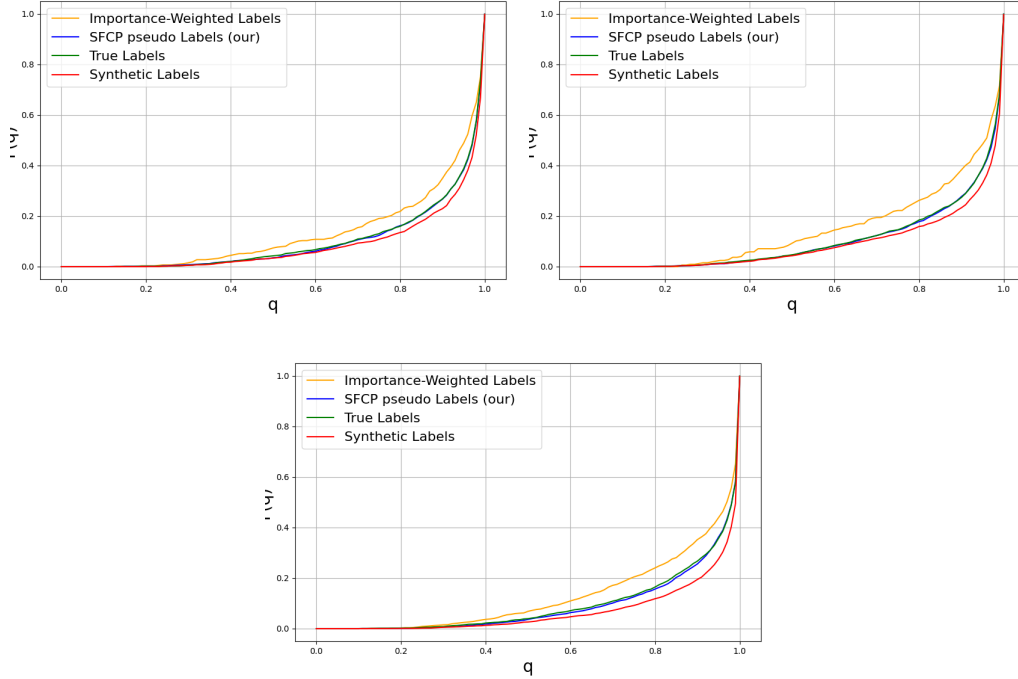 Importance-Weighted Labels
SFCP pseudo Labels (our)
True Labels
Synthetic Labels
1.0
0.8
0.6
0.4
0.2
0.0
0.0 0.2 0.4 0.6 0.8 1.0
q
Importance-Weighted Labels
SFCP pseudo Labels (our)
True Labels
Synthetic Labels
1.0
0.8
0.6
0.4
0.2
0.0
0.0 0.2 0.4 0.6 0.8 1.0
q
Importance-Weighted Labels
SFCP pseudo Labels (our)
True Labels
Synthetic Labels
1.0
0.8
0.6
0.4
0.2
0.0
0.0 0.2 0.4 0.6 0.8 1.0
q